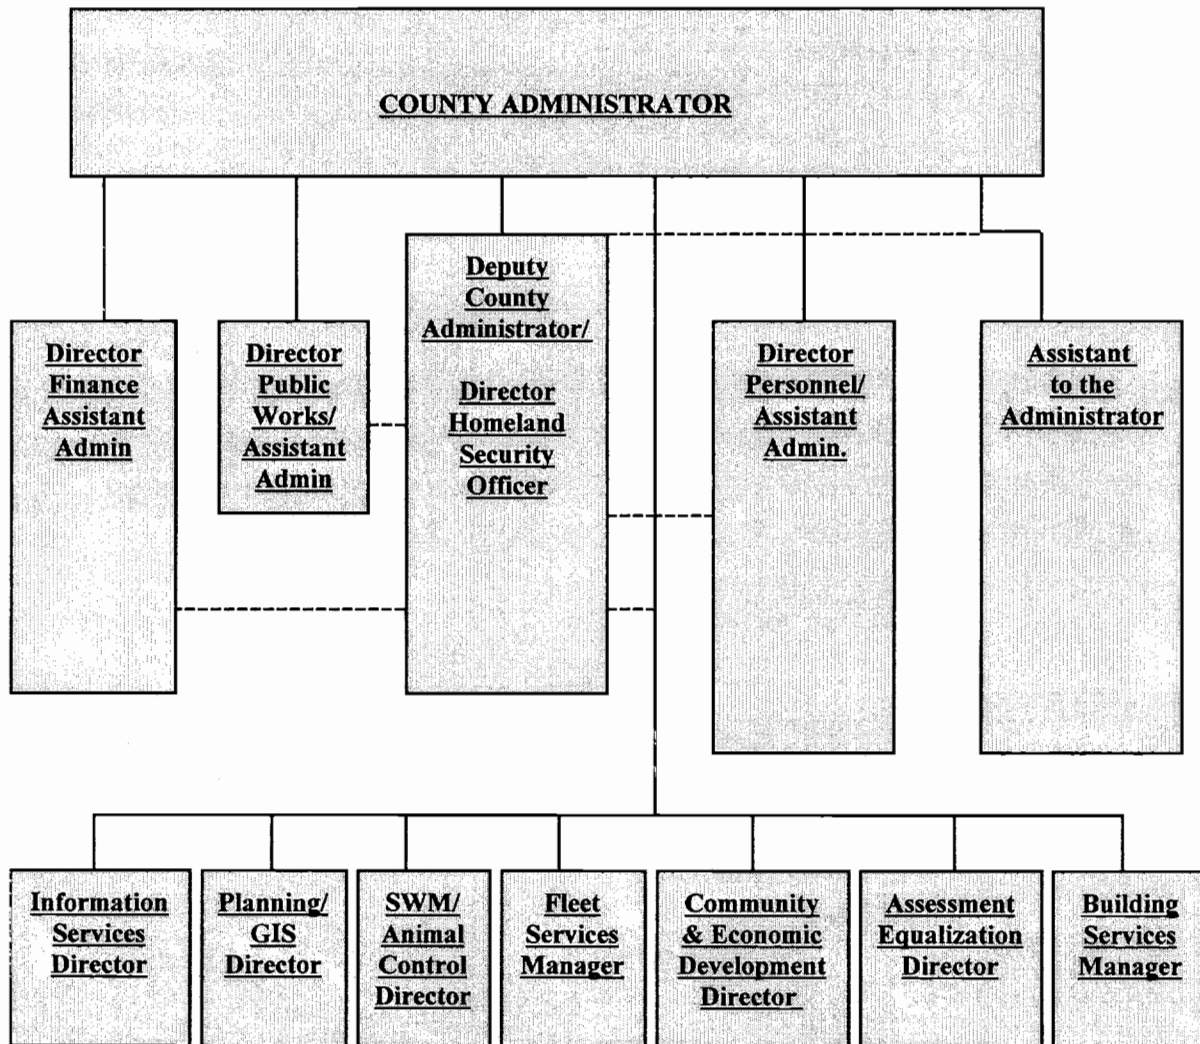 COUNTY ADMINISTRATOR
Director
Finance
Assistant
Admin
Director
Public
Works/
Assistant
Admin
Deputy
County
Administrator/
Director
Homeland
Security
Officer
Director
Personnel/
Assistant
Admin.
Assistant
to the
Administrator
Information
Services
Director
Planning/
GIS
Director
SWM/
Animal
Control
Director
Fleet
Services
Manager
Community
& Economic
Development
Director
Assessment
Equalization
Director
Building
Services
Manager